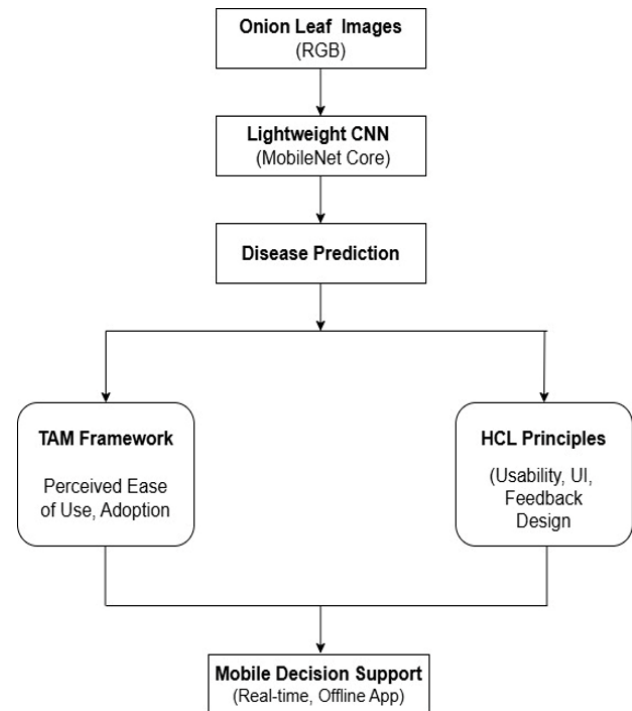 Onion Leaf Images
(RGB)
Lightweight CNN
(MobileNet Core)
Disease Prediction
TAM Framework
Perceived Ease
of Use, Adoption
HCL Principles
(Usability, UI,
Feedback
Design
Mobile Decision Support
(Real-time, Offline App)